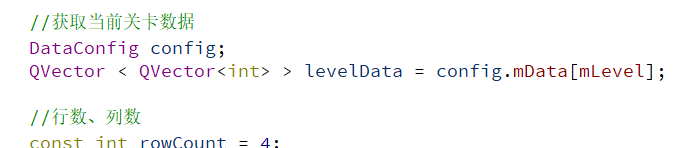 //获取当前关卡数据
DataConfig config;
QVector < QVector<int> > levelData = config.mData[mLevel];
//行数、列数
const int rowCount = 4;